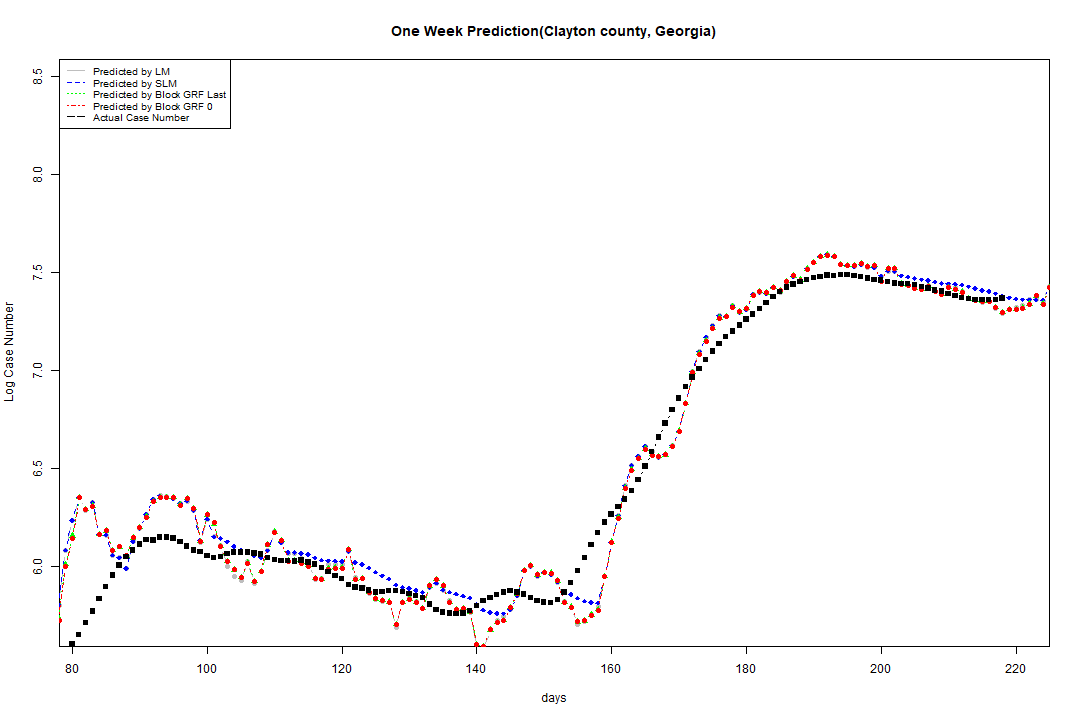 One Week Prediction(Clayton county, Georgia)
8.5
8.0
7.5
7.0
6.5
6.0
Log Case Number
Predicted by LM
Predicted by SLM
Predicted by Block GRF Last
Predicted by Block GRF 0
Actual Case Number
80 100 120 140 160 180 200 220
days